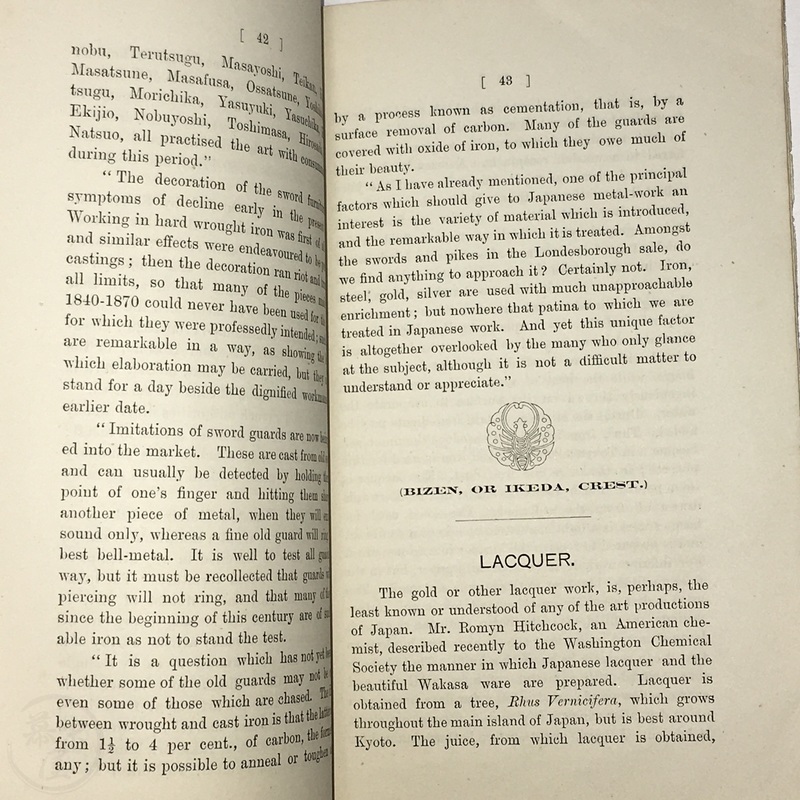 [ 42 ]
nobu, Terutsugu, Masayoshi, Teikan,
Masatsune, Masafusa, Ossatsune,
tsugu, Morichika, Yasuyuki, Yasuchika,
Ekijio, Nobuyoshi, Toshimasa,
Natsuo, all practised the art with
during this period."
"The decoration of the sword
symptoms of decline early in the
Working in hard wrought iron was first
and similar effects were endeavoured to be
castings; then the decoration ran riot and
all limits, so that many of the pieces
1840-1870 could never have been used for
for which they were professedly intended;
are remarkable in a way, as showing the
which elaboration may be carried, but they
stand for a day beside the dignified
earlier date.
"Imitations of sword guards are now
ed into the market. These are cast from
and can usually be detected by holding
point of one's finger and hitting them
another piece of metal, when they will
sound only, whereas a fine old guard will
best bell-metal. It is well to test all
way, but it must be recollected that guards
piercing will not ring, and that many of
since the beginning of this century are of
able iron as not to stand the test.
"It is a question which has not yet
whether some of the old guards may not
even some of those which are chased.
between wrought and cast iron is that the
from 1½ to 4 per cent., of carbon, the
any; but it is possible to anneal or
[ 43 ]
by a process known as cementation, that is, by a
surface removal of carbon. Many of the guards are
covered with oxide of iron, to which they owe much of
their beauty.
"As I have already mentioned, one of the principal
factors which should give to Japanese metal-work an
interest is the variety of material which is introduced,
and the remarkable way in which it is treated. Amongst
the swords and pikes in the Londesborough sale, do
we find anything to approach it? Certainly not. Iron,
steel, gold, silver are used with much unapproachable
enrichment; but nowhere that patina to which we are
treated in Japanese work. And yet this unique factor
is altogether overlooked by the many who only glance
at the subject, although it is not a difficult matter to
understand or appreciate."
(BIZEN, OR IKEDA, CREST.)
LACQUER.
The gold or other lacquer work, is, perhaps, the
least known or understood of any of the art productions
of Japan. Mr. Romyn Hitchcock, an American che-
mist, described recently to the Washington Chemical
Society the manner in which Japanese lacquer and the
beautiful Wakasa ware are prepared. Lacquer is
obtained from a tree, Rhus Vernicifera, which grows
throughout the main island of Japan, but is best around
Kyoto. The juice, from which lacquer is obtained,